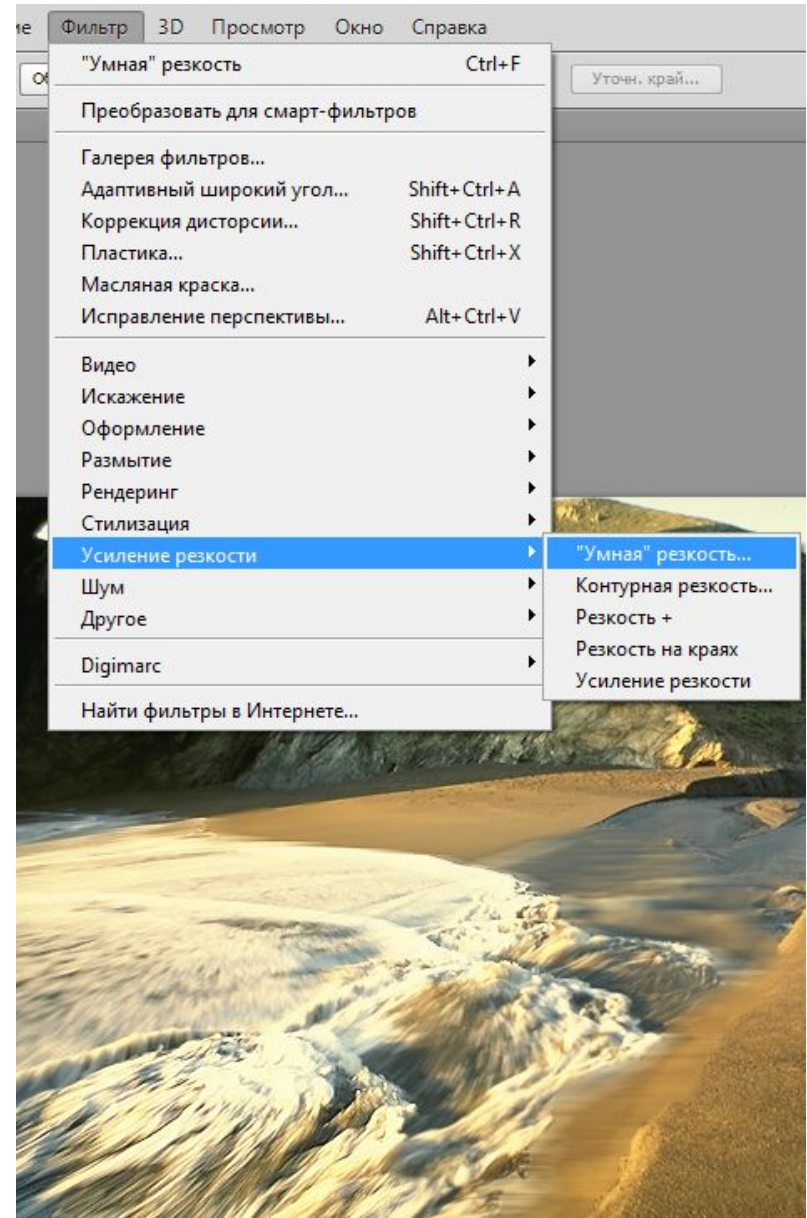 Фильтр 3D Просмотр Окно Справка
"Умная" резкость Ctrl+F
Уточн. край...
Преобразовать для смарт-фильтров
Галерея фильтров...
Адаптивный широкий угол... Shift+Ctrl+A
Коррекция дисторсии... Shift+Ctrl+R
Пластика... Shift+Ctrl+X
Масляная краска...
Исправление перспективы... Alt+Ctrl+V
Видео
Искажение
Оформление
Размытие
Рендеринг
Стилизация
Усиление резкости
Шум
Другое
Digimarc
Найти фильтры в Интернете...
"Умная" резкость...
Контурная резкость...
Резкость +
Резкость на краях
Усиление резкости